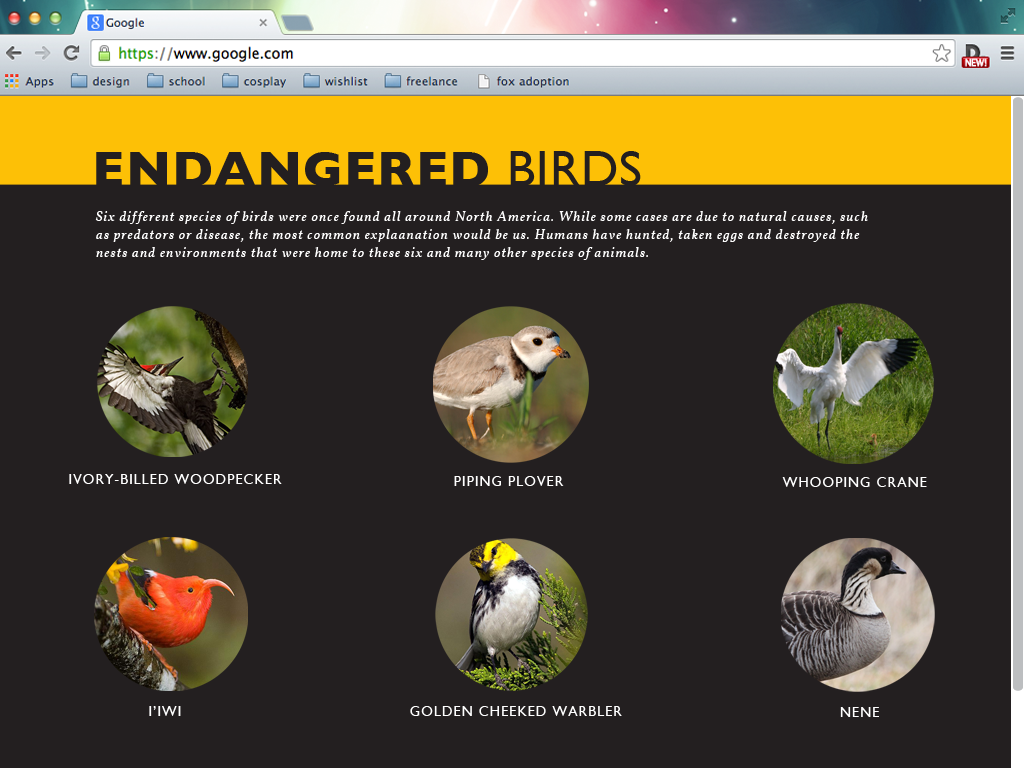 Google
https://www.google.com
NEW!
Apps design school cosplay wishlist freelance fox adoption
ENDANGERED BIRDS
Six different species of birds were once found all around North America. While some cases are due to natural causes, such
as predators or disease, the most common explaanation would be us. Humans have hunted, taken eggs and destroyed the
nests and environments that were home to these six and many other species of animals.
IVORY-BILLED WOODPECKER
PIPING PLOVER
WHOOPING CRANE
I'IWI
GOLDEN CHEEKED WARBLER
NENE